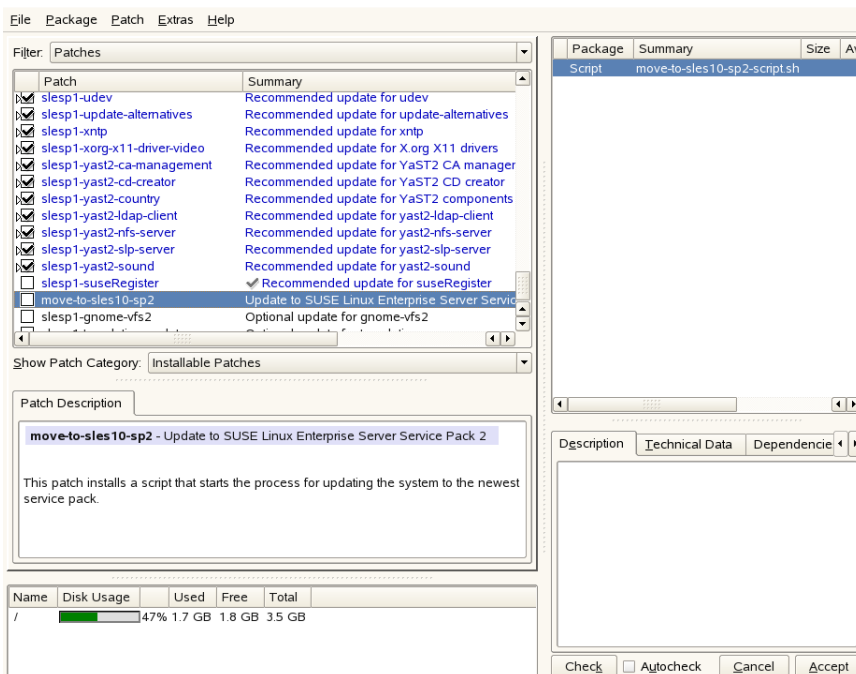 File Package Patch Extras Help
Filter: Patches
Patch Summary
slesp1-udev Recommended update for udev
slesp1-update-alternatives Recommended update for update-alternatives
slesp1-xntp Recommended update for xntp
slesp1-xorg-x11-driver-video Recommended update for X.org X11 drivers
slesp1-yast2-ca-management Recommended update for YaST2 CA manager
slesp1-yast2-cd-creator Recommended update for YaST2 CD creator
slesp1-yast2-country Recommended update for YaST2 components
slesp1-yast2-ldap-client Recommended update for yast2-ldap-client
slesp1-yast2-nfs-server Recommended update for yast2-nfs-server
slesp1-yast2-slp-server Recommended update for yast2-slp-server
slesp1-yast2-sound Recommended update for yast2-sound
slesp1-suseRegister Recommended update for suseRegister
move-to-sles10-sp2 Update to SUSE Linux Enterprise Server Servic
slesp1-gnome-vfs2 Optional update for gnome-vfs2
Show Patch Category: Installable Patches
Patch Description
move-to-sles10-sp2 - Update to SUSE Linux Enterprise Server Service Pack 2
This patch installs a script that starts the process for updating the system to the newest
service pack.
Name Disk Usage Used Free Total
/ 47% 1.7 GB 1.8 GB 3.5 GB
Package Summary Size Av
Script move-to-sles10-sp2-script.sh
Description Technical Data Dependencie
Check Autocheck Cancel Accept